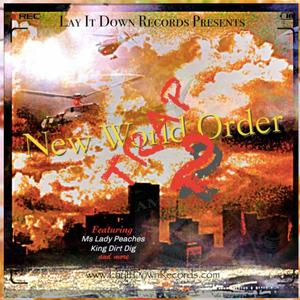 REC
Lay It Down Records Presents
New World Order
TRAP
2
Featuring
Ms Lady Peaches
King Dirt Dig
and more
www.LayItDownRecords.com